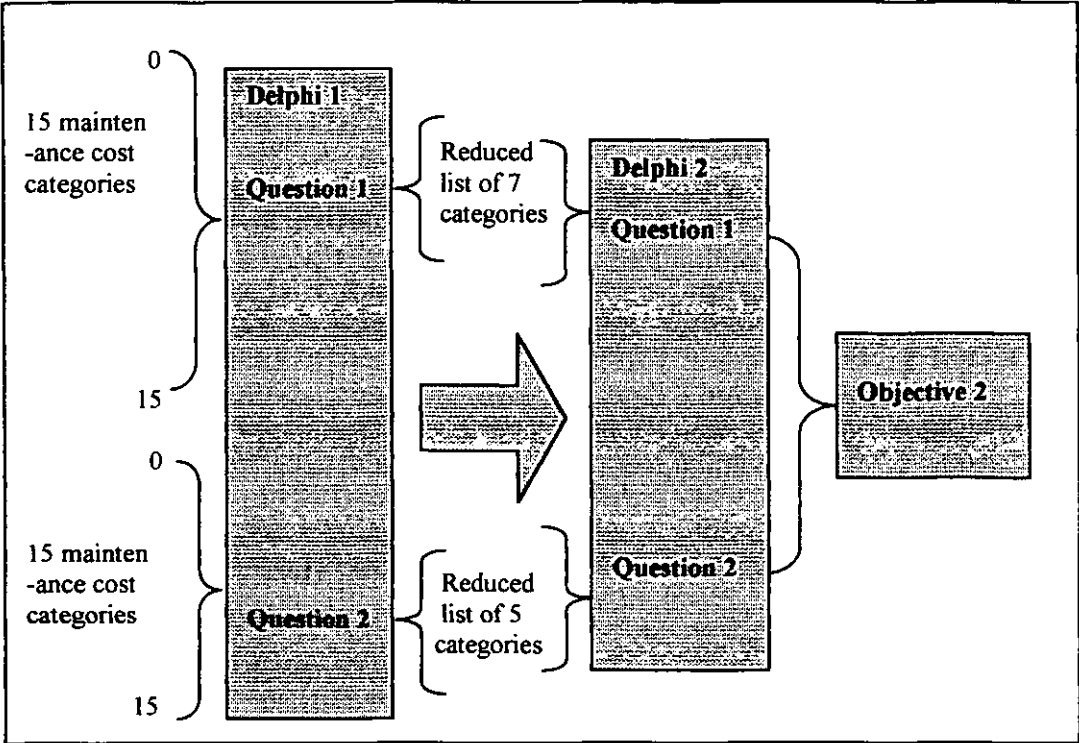 0
15 mainten
-ance cost
categories
15
0
15 mainten
-ance cost
categories
15
Delphi 1
Question 1
Question 2
Reduced
list of 7
categories
Reduced
list of 5
categories
Delphi 2
Question 1
Question 2
Objective 2